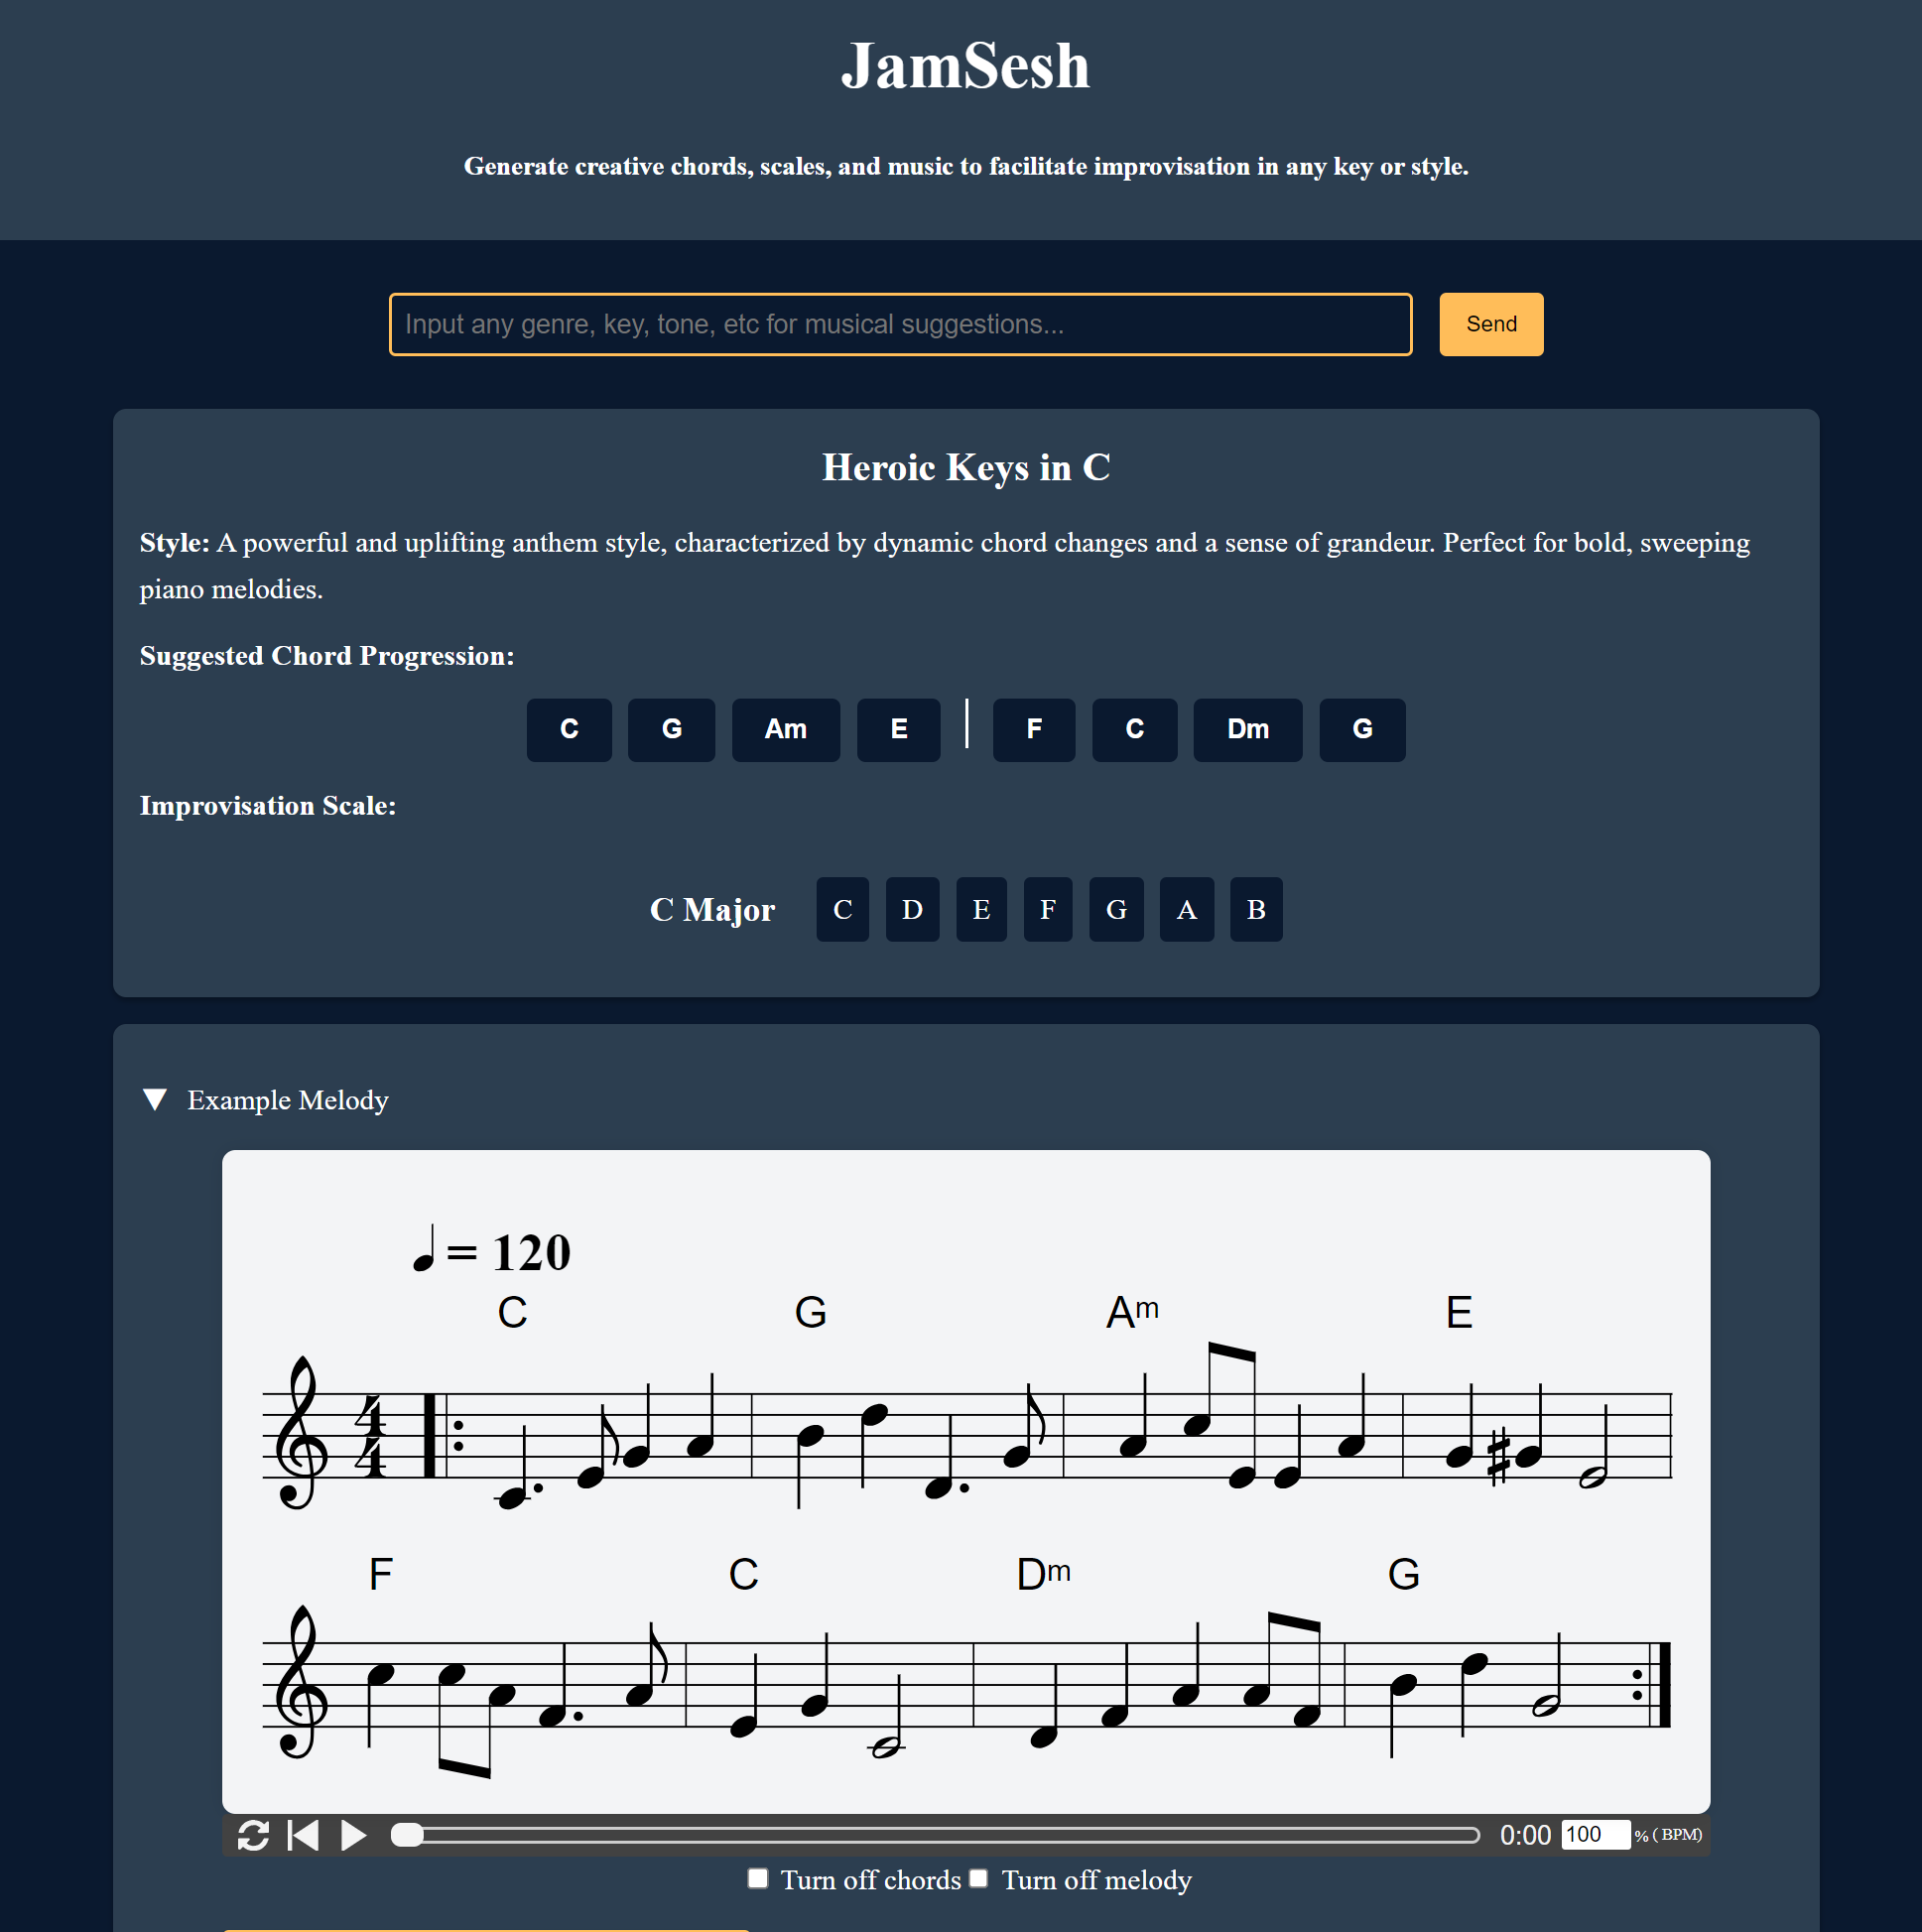 JamSesh
Generate creative chords, scales, and music to facilitate improvisation in any key or style.
Input any genre, key, tone, etc for musical suggestions...
Send
Heroic Keys in C
Style: A powerful and uplifting anthem style, characterized by dynamic chord changes and a sense of grandeur. Perfect for bold, sweeping
piano melodies.
Suggested Chord Progression:
C G Am E F C Dm G
Improvisation Scale:
C Major C D E F G A B
▼ Example Melody
♩ = 120
C G Am E
4
4
F C Dm G
0:00 100 % ( BPM)
Turn off chords Turn off melody